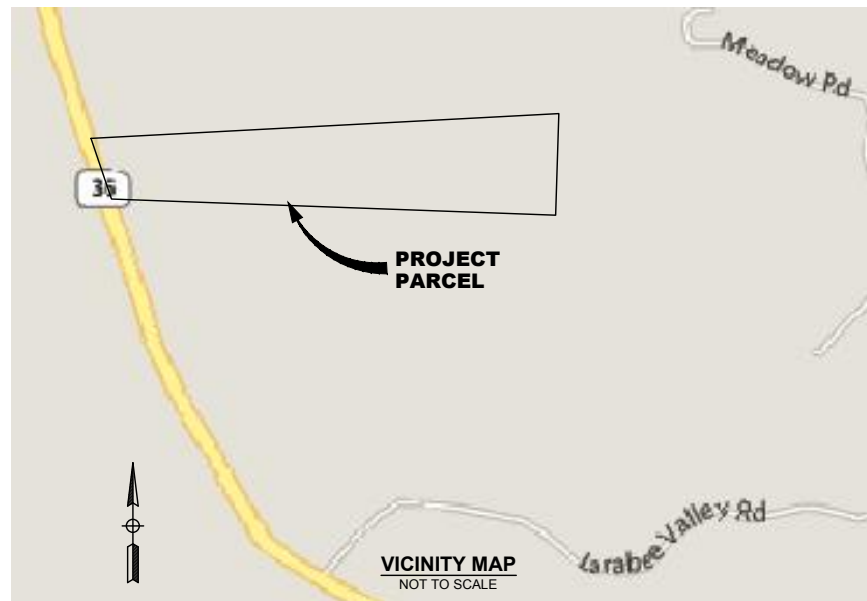 Meadow Rd
36
PROJECT
PARCEL
Larabee Valley Rd
VICINITY MAP
NOT TO SCALE